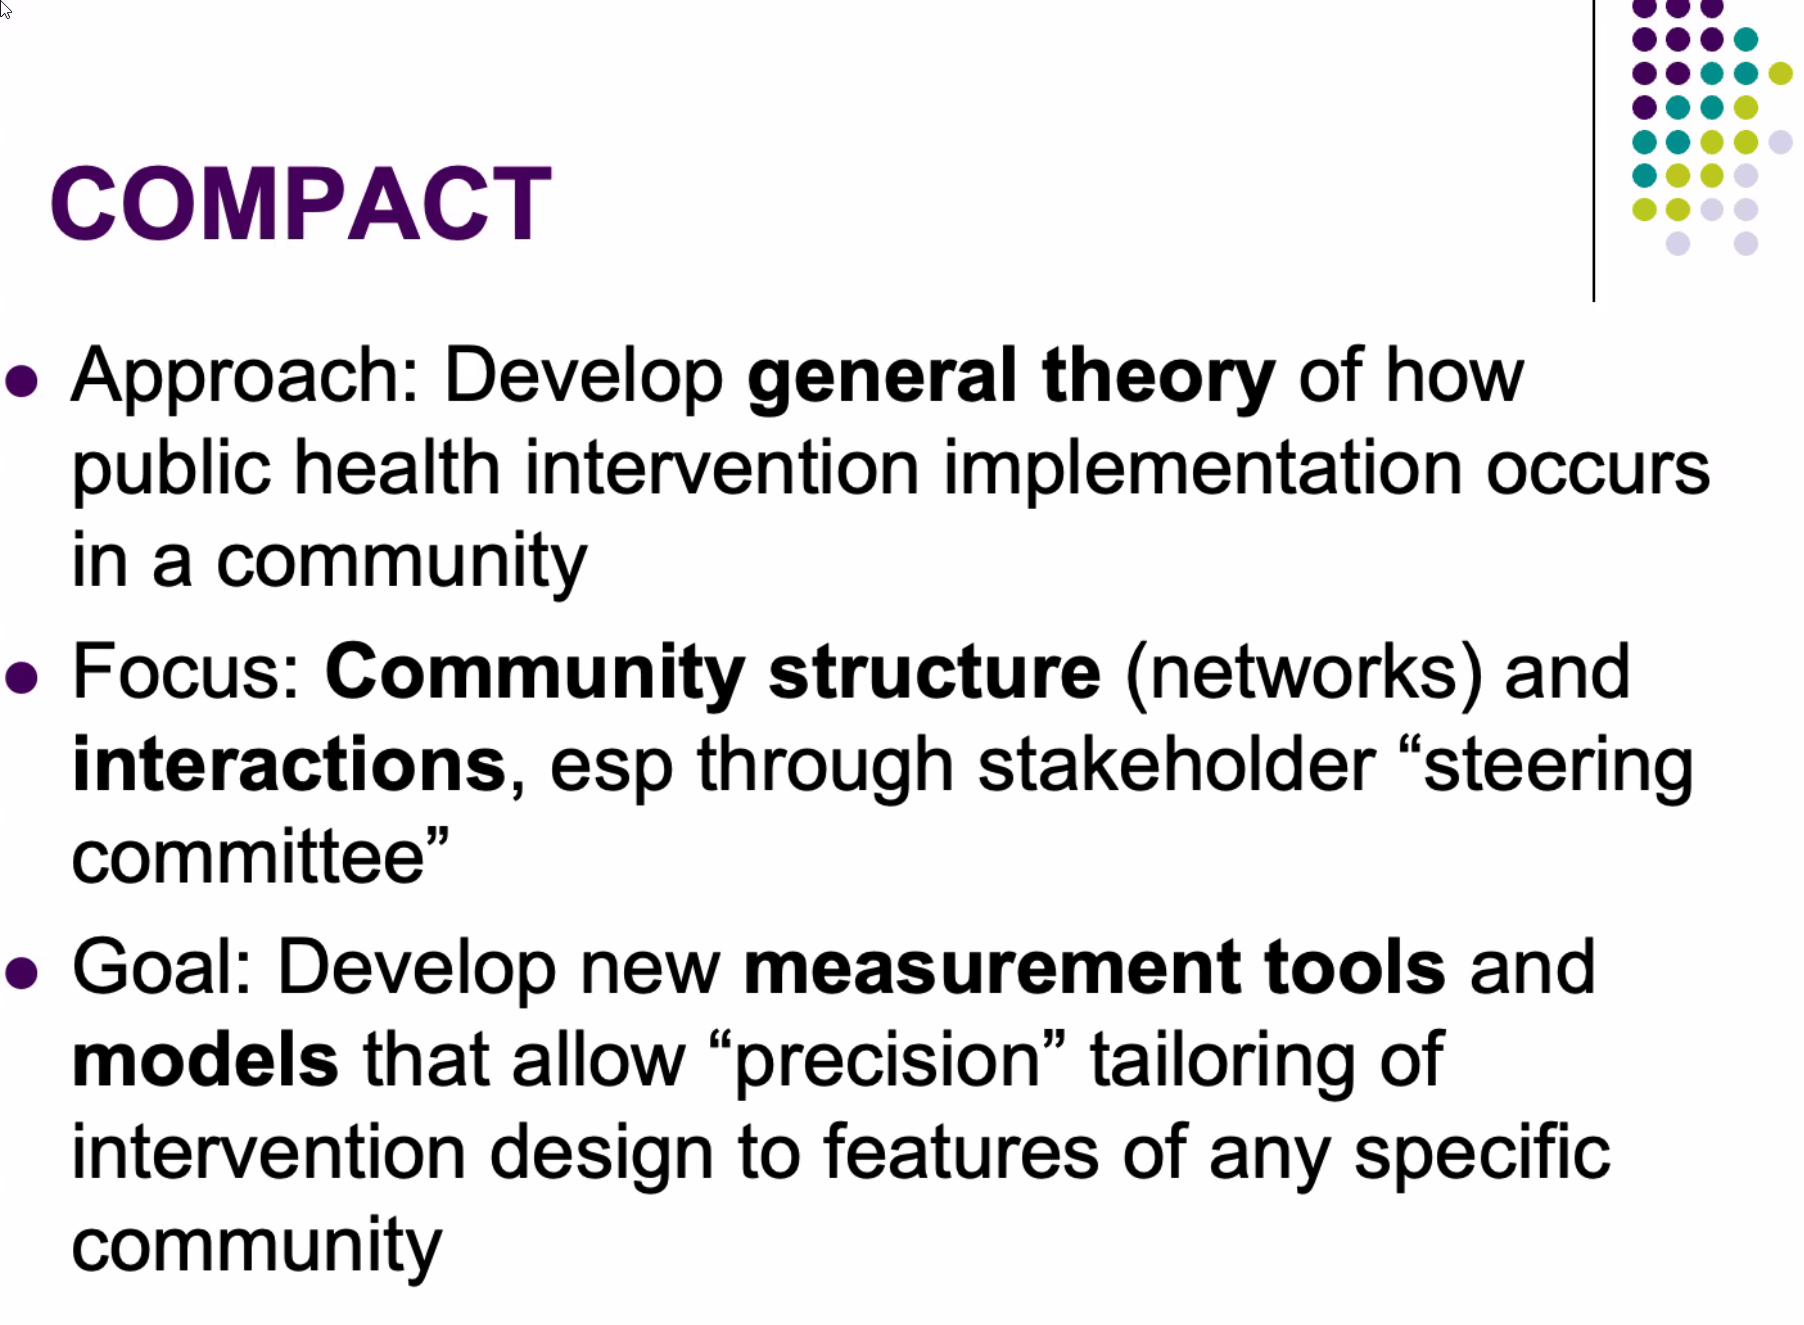 COMPACT
Approach: Develop general theory of how
public health intervention implementation occurs
in a community
Focus: Community structure (networks) and
interactions, esp through stakeholder “steering
committee”
Goal: Develop new measurement tools and
models that allow “precision” tailoring of
intervention design to features of any specific
community